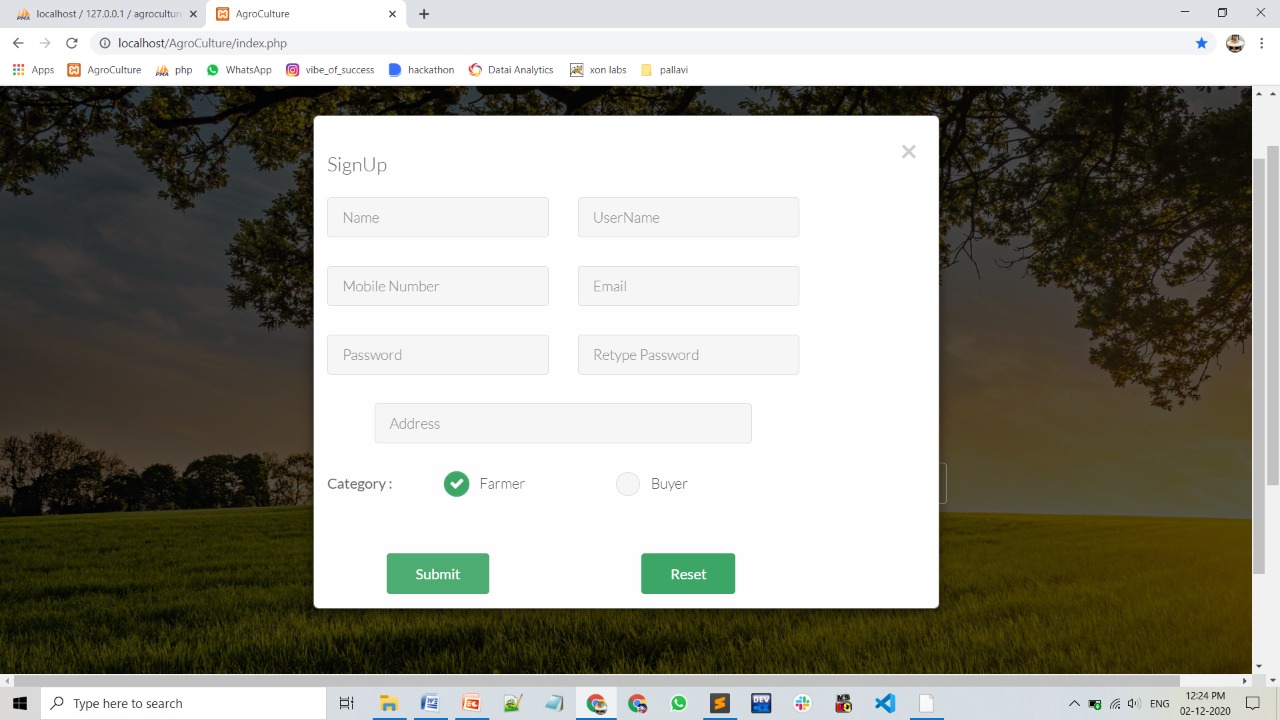 localhost / 127.0.0.1 / agroculture
AgroCulture
localhost/AgroCulture/index.php
Apps AgroCulture php WhatsApp vibe_of_success hackathon Datai Analytics xon labs pallavi
SignUp
Name UserName
Mobile Number Email
Password Retype Password
Address
Category : Farmer Buyer
Submit Reset
Type here to search
ENG
12:24 PM
02-12-2020